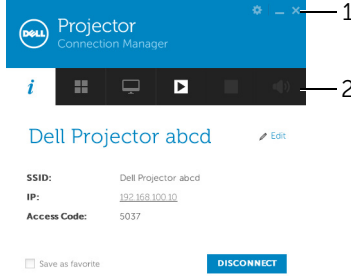 1
DELL
Projector
Connection Manager
2
i
Dell Projector abcd
Edit
SSID: Dell Projector abcd
IP: 192.168.100.10
Access Code: 5037
Save as favorite
DISCONNECT